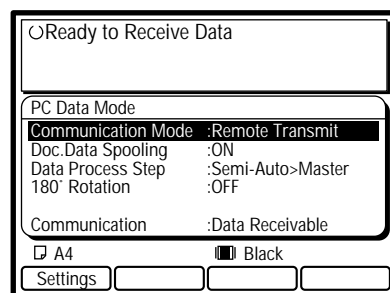 Ready to Receive Data
PC Data Mode
Communication Mode :Remote Transmit
Doc.Data Spooling :ON
Data Process Step :Semi-Auto>Master
180˚ Rotation :OFF
Communication :Data Receivable
A4 Black
Settings